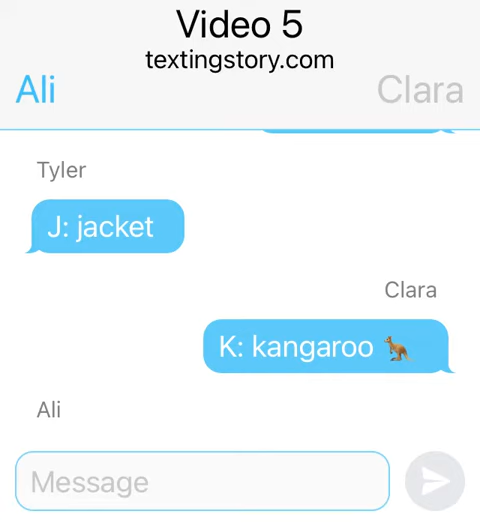 Video 5
textingstory.com
Ali
Clara
Tyler
J: jacket
Clara
K: kangaroo 🦘
Ali
Message